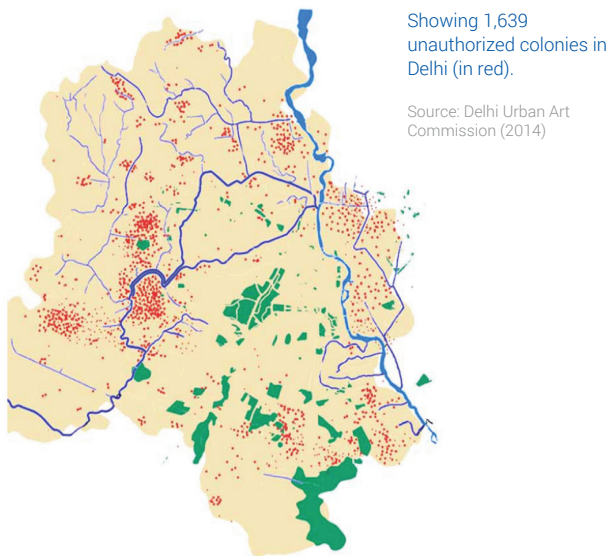 Showing 1,639
unauthorized colonies in
Delhi (in red).
Source: Delhi Urban Art
Commission (2014)